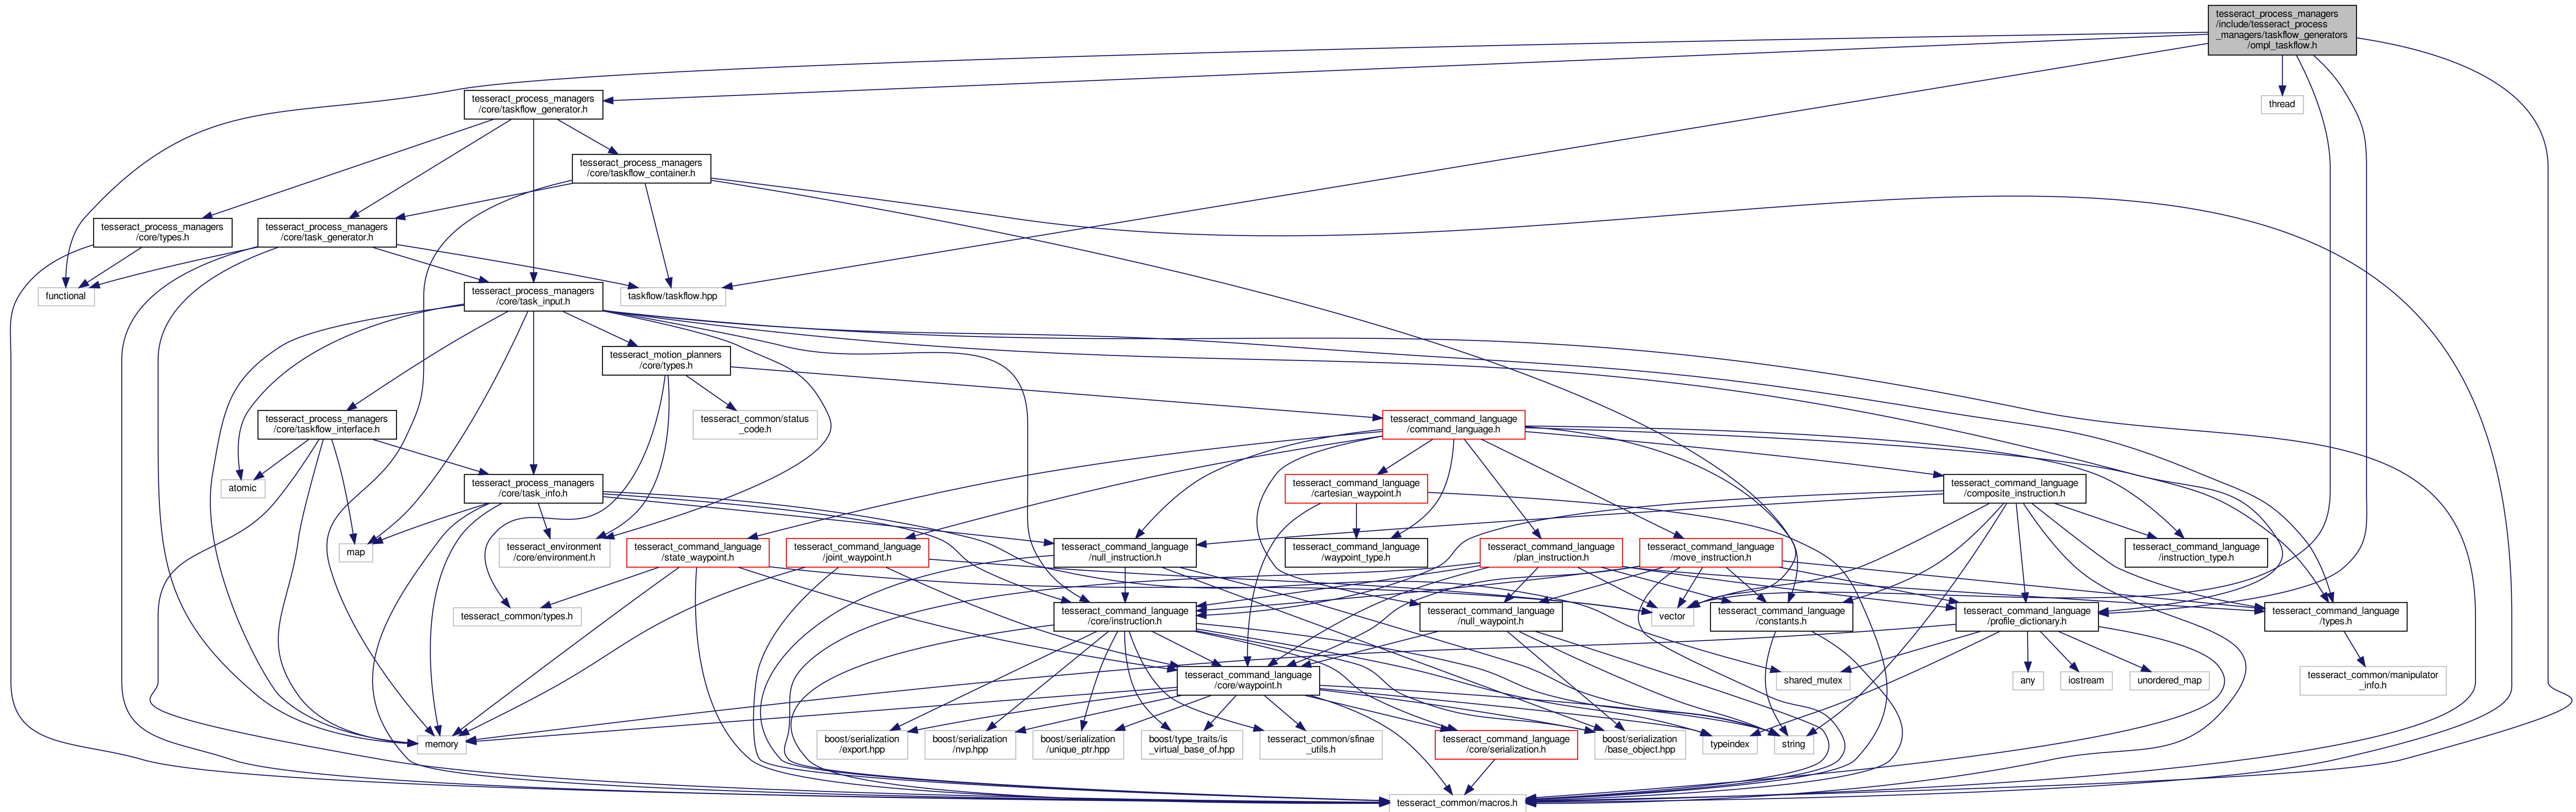 tesseract_process_managers
/include/tesseract_process
_managers/taskflow_generators
/ompl_taskflow.h
tesseract_process_managers
/core/taskflow_generator.h
thread
tesseract_process_managers
/core/taskflow_container.h
tesseract_process_managers
/core/types.h
tesseract_process_managers
/core/task_generator.h
functional
tesseract_process_managers
/core/task_input.h
taskflow/taskflow.hpp
tesseract_motion_planners
/core/types.h
tesseract_process_managers
/core/taskflow_interface.h
tesseract_common/status
_code.h
tesseract_command_language
/command_language.h
atomic
tesseract_process_managers
/core/task_info.h
tesseract_command_language
/cartesian_waypoint.h
tesseract_command_language
/composite_instruction.h
map
tesseract_environment
/core/environment.h
tesseract_command_language
/state_waypoint.h
tesseract_command_language
/joint_waypoint.h
tesseract_command_language
/null_instruction.h
tesseract_command_language
/waypoint_type.h
tesseract_command_language
/plan_instruction.h
tesseract_command_language
/move_instruction.h
tesseract_command_language
/instruction_type.h
tesseract_common/types.h
tesseract_command_language
/core/instruction.h
tesseract_command_language
/null_waypoint.h
vector
tesseract_command_language
/constants.h
tesseract_command_language
/profile_dictionary.h
tesseract_command_language
/types.h
tesseract_command_language
/core/waypoint.h
shared_mutex
any
iostream
unordered_map
tesseract_common/manipulator
_info.h
memory
boost/serialization
/export.hpp
boost/serialization
/nvp.hpp
boost/serialization
/unique_ptr.hpp
boost/type_traits/is
_virtual_base_of.hpp
tesseract_common/sfinae
_utils.h
tesseract_command_language
/core/serialization.h
boost/serialization
/base_object.hpp
typeindex
string
tesseract_common/macros.h